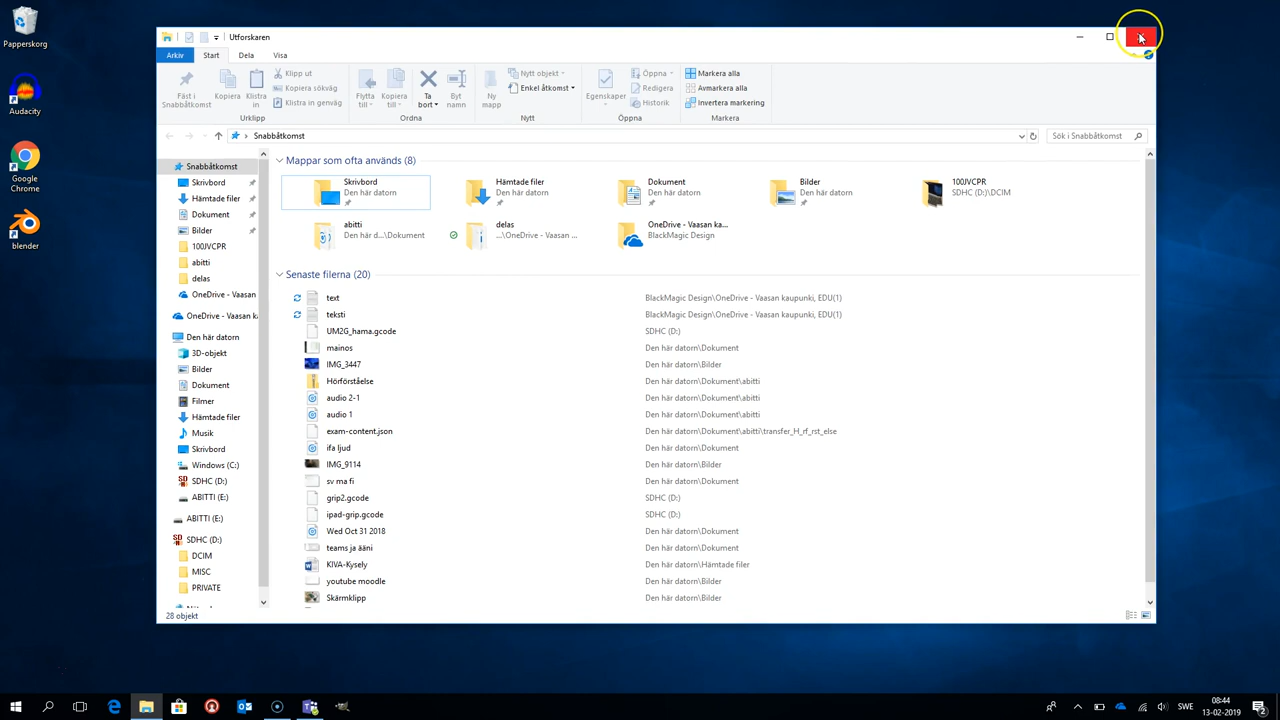 Papperskorg
Audacity
Google
Chrome
blender
Utforskaren
Arkiv Start Dela Visa
Fäst i
Snabbåtkomst
Kopiera
Klistra
in
Klipp ut
Kopiera sökväg
Klistra in genväg
Urklipp
Flytta
till
Kopiera
till
Ta
bort
Byt
namn
Ordna
Ny
mapp
Nytt objekt
Enkel åtkomst
Nytt
Egenskaper
Öppna
Redigera
Historik
Öppna
Markera alla
Avmarkera alla
Invertera markering
Markera
Snabbåtkomst
Sök i Snabbåtkomst
Snabbåtkomst
Skrivbord
Hämtade filer
Dokument
Bilder
100JVCPR
abitti
delas
OneDrive - Vaasan
OneDrive - Vaasan ka
Den här datorn
3D-objekt
Bilder
Dokument
Filmer
Hämtade filer
Musik
Skrivbord
Windows (C:)
SDHC (D:)
ABITTI (E:)
ABITTI (E:)
SDHC (D:)
DCIM
MISC
PRIVATE
Mappar som ofta används (8)
Skrivbord
Den här datorn
Hämtade filer
Den här datorn
Dokument
Den här datorn
Bilder
Den här datorn
100JVCPR
SDHC (D:)\DCIM
abitti
Den här d...\Dokument
delas
...\OneDrive - Vaasan ...
OneDrive - Vaasan ka...
BlackMagic Design
Senaste filerna (20)
text BlackMagic Design\OneDrive - Vaasan kaupunki, EDU(1)
teksti BlackMagic Design\OneDrive - Vaasan kaupunki, EDU(1)
UM2G_hama.gcode SDHC (D:)
mainos Den här datorn\Dokument
IMG_3447 Den här datorn\Bilder
Hörförståelse Den här datorn\Dokument\abitti
audio 2-1 Den här datorn\Dokument\abitti
audio 1 Den här datorn\Dokument\abitti
exam-content.json Den här datorn\Dokument\abitti\transfer_H_rf_rst_else
ifa ljud Den här datorn\Dokument
IMG_9114 Den här datorn\Bilder
sv ma fi Den här datorn\Dokument
grip2.gcode SDHC (D:)
ipad-grip.gcode SDHC (D:)
Wed Oct 31 2018 Den här datorn\Dokument
teams ja ääni Den här datorn\Dokument
KIVA-Kysely Den här datorn\Hämtade filer
youtube moodle Den här datorn\Bilder
Skärmklipp Den här datorn\Bilder
28 objekt
SWE
08:44
13-02-2019
2